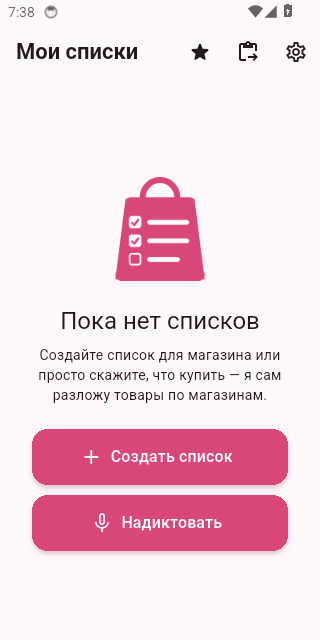 7:38
Мои списки
Пока нет списков
Создайте список для магазина или
просто скажите, что купить — я сам
разложу товары по магазинам.
Создать список
Надиктовать